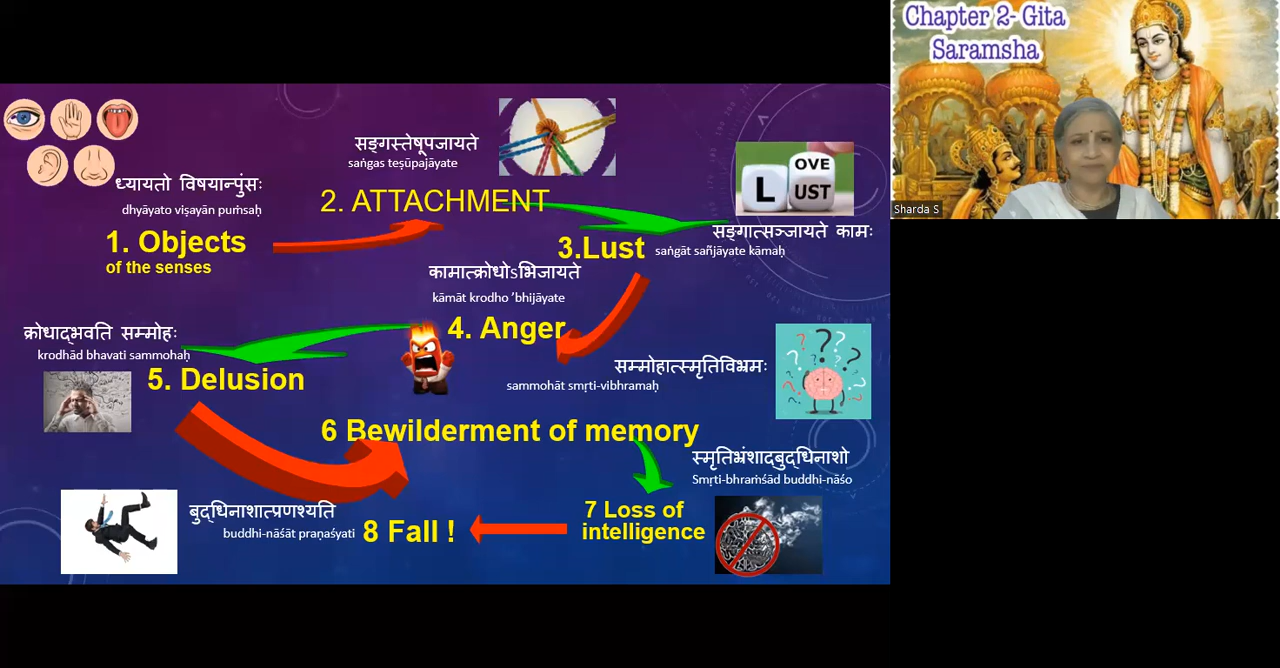 Chapter 2- Gita
Saramsha
Sharda S
ध्यायतो विषयान्पुंसः
dhyāyato viṣayān puṁsaḥ
1. Objects
of the senses
सङ्गस्तेषूपजायते
saṅgas teṣūpajāyate
2. ATTACHMENT
L
OVE
UST
सङ्गात्सञ्जायते कामः
3.Lust
saṅgāt sañjāyate kāmaḥ
कामात्क्रोधोऽभिजायते
kāmāt krodho ’bhijāyate
4. Anger
क्रोधाद्भवति सम्मोहः
krodhād bhavati sammohaḥ
5. Delusion
सम्मोहात्स्मृतिविभ्रमः
sammohāt smṛti-vibhramaḥ
6 Bewilderment of memory
स्मृतिभ्रंशाद्बुद्धिनाशो
Smṛti-bhraṁśād buddhi-nāśo
7 Loss of
intelligence
बुद्धिनाशात्प्रणश्यति
buddhi-nāśāt praṇaśyati
8 Fall !